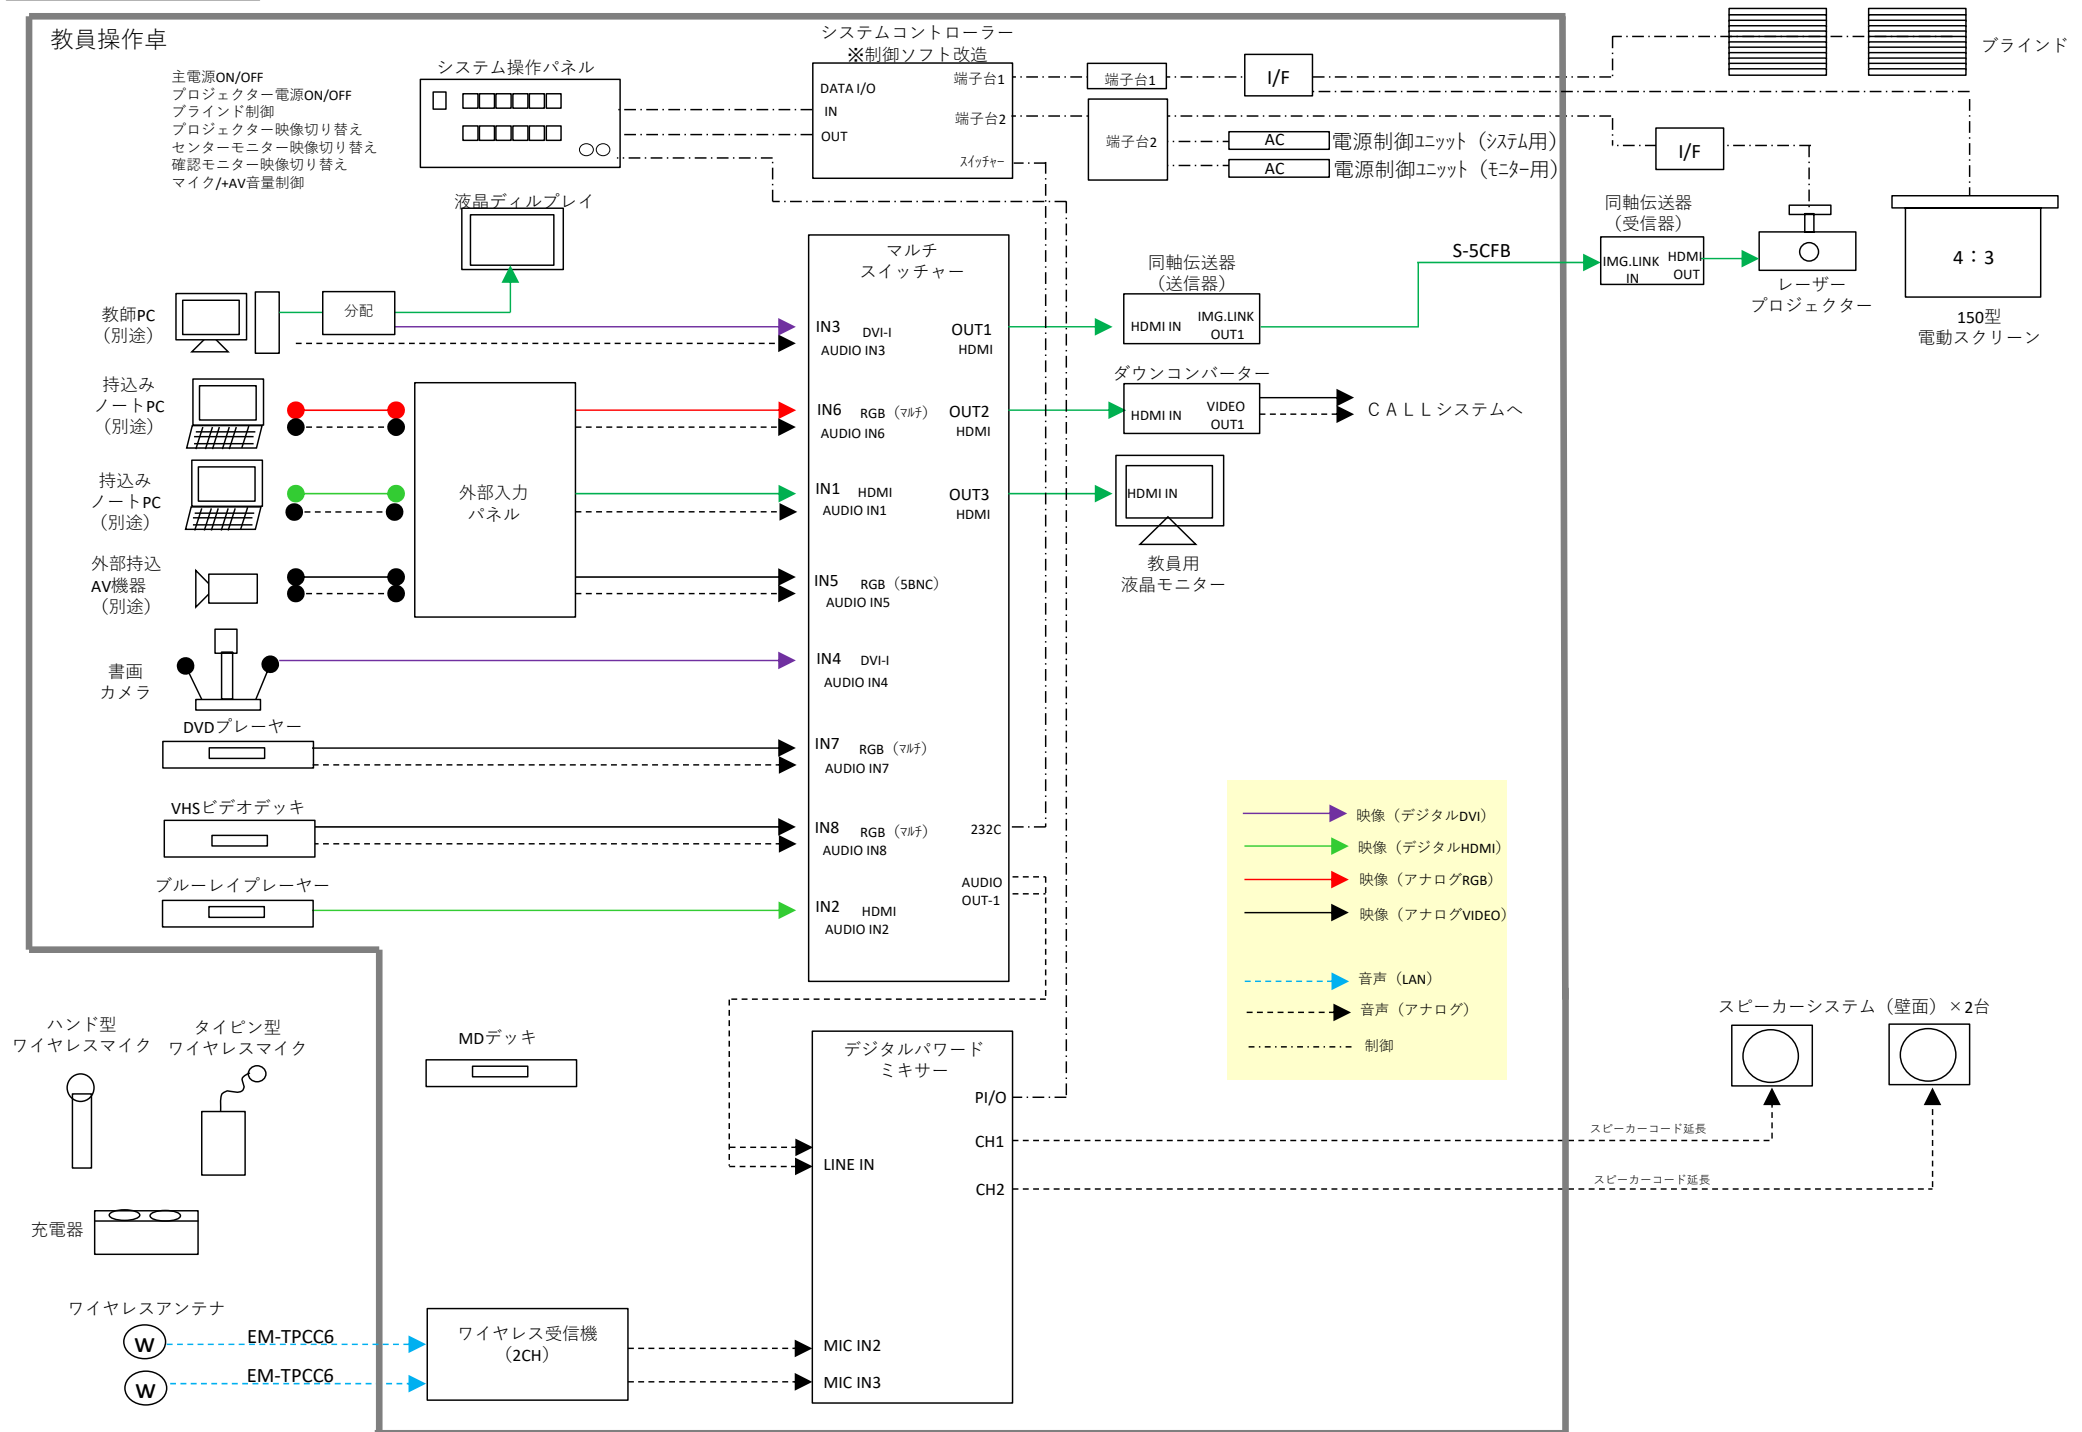 教員操作卓
主電源ON/OFF
プロジェクター電源ON/OFF
ブラインド制御
プロジェクター映像切り替え
センターモニター映像切り替え
確認モニター映像切り替え
マイク/+AV音量制御
システム操作パネル
システムコントローラー
※制御ソフト改造
DATA I/O
IN
OUT
端子台1
端子台2
スイッチャー
端子台1
端子台2
I/F
AC
電源制御ユニット（システム用）
AC
電源制御ユニット（モニター用）
ブラインド
I/F
液晶ディルプレイ
教師PC
（別途）
分配
持込み
ノートPC
（別途）
持込み
ノートPC
（別途）
外部持込
AV機器
（別途）
外部入力
パネル
書画
カメラ
DVDプレーヤー
VHSビデオデッキ
ブルーレイプレーヤー
マルチ
スイッチャー
IN3 DVI-I
AUDIO IN3
IN6 RGB（マルチ）
AUDIO IN6
IN1 HDMI
AUDIO IN1
IN5 RGB（5BNC）
AUDIO IN5
IN4 DVI-I
AUDIO IN4
IN7 RGB（マルチ）
AUDIO IN7
IN8 RGB（マルチ）
AUDIO IN8
IN2 HDMI
AUDIO IN2
OUT1
HDMI
OUT2
HDMI
OUT3
HDMI
232C
AUDIO
OUT-1
同軸伝送器
（送信器）
HDMI IN
IMG.LINK
OUT1
S-5CFB
同軸伝送器
（受信器）
IMG.LINK
IN
HDMI
OUT
レーザー
プロジェクター
4：3
150型
電動スクリーン
ダウンコンバーター
HDMI IN
VIDEO
OUT1
ＣＡＬＬシステムへ
HDMI IN
教員用
液晶モニター
映像（デジタルDVI）
映像（デジタルHDMI）
映像（アナログRGB）
映像（アナログVIDEO）
音声（LAN）
音声（アナログ）
制御
ハンド型
ワイヤレスマイク
タイピン型
ワイヤレスマイク
充電器
MDデッキ
デジタルパワード
ミキサー
PI/O
CH1
CH2
LINE IN
MIC IN2
MIC IN3
スピーカーシステム（壁面）×2台
スピーカーコード延長
スピーカーコード延長
ワイヤレスアンテナ
W
EM-TPCC6
W
EM-TPCC6
ワイヤレス受信機
（2CH）